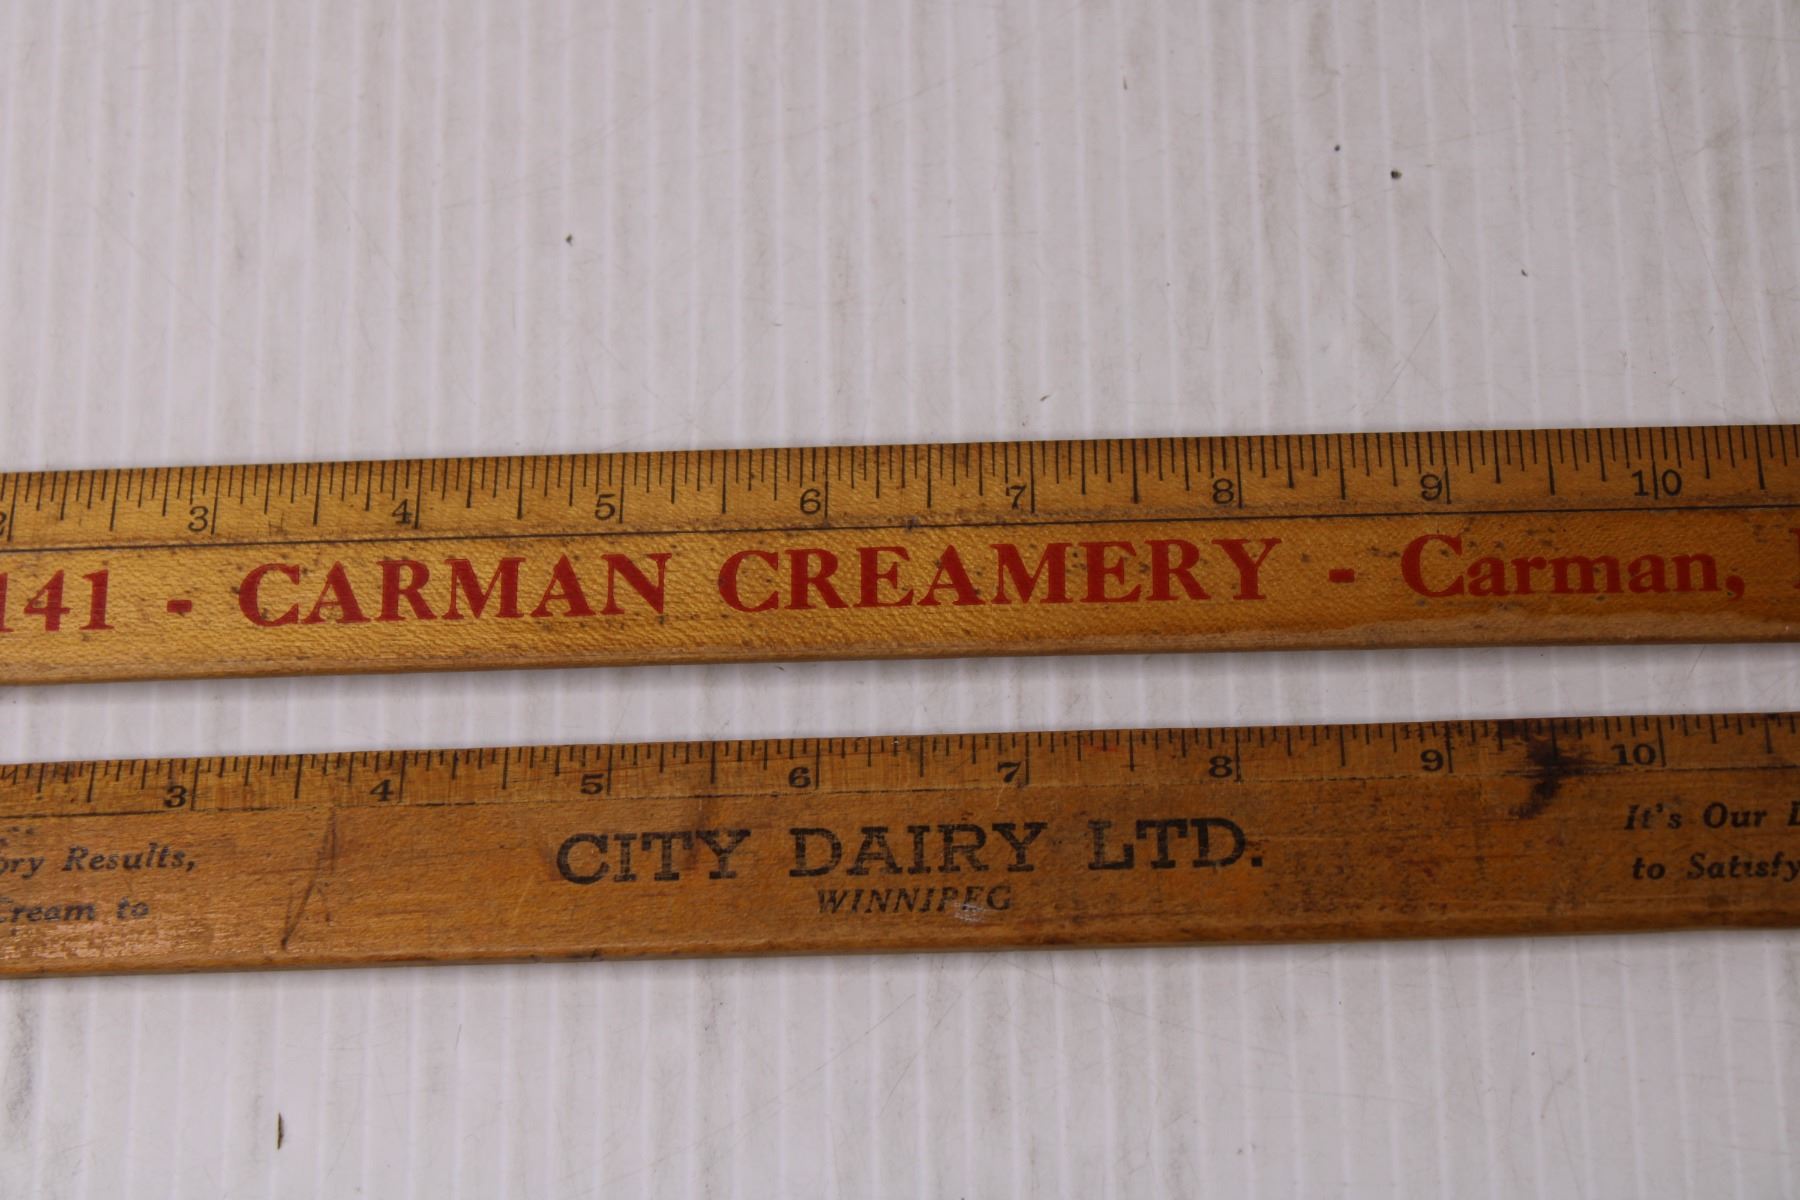 2 3 4 5 6 7 8 9 10
141 - CARMAN CREAMERY - Carman,
3 4 5 6 7 8 9 10
Results, CITY DAIRY LTD. It's Our
Cream to WINNIPEG to Satisfy